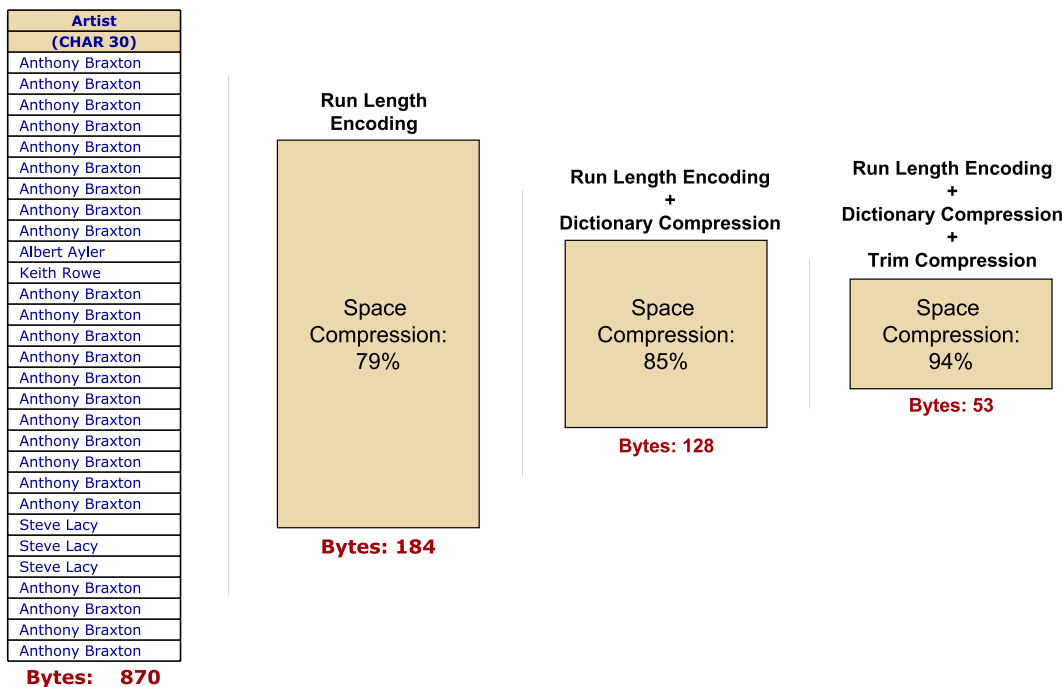 Artist
(CHAR 30)
Anthony Braxton
Anthony Braxton
Anthony Braxton
Anthony Braxton
Anthony Braxton
Anthony Braxton
Anthony Braxton
Anthony Braxton
Anthony Braxton
Albert Ayler
Keith Rowe
Anthony Braxton
Anthony Braxton
Anthony Braxton
Anthony Braxton
Anthony Braxton
Anthony Braxton
Anthony Braxton
Anthony Braxton
Anthony Braxton
Anthony Braxton
Anthony Braxton
Steve Lacy
Steve Lacy
Steve Lacy
Anthony Braxton
Anthony Braxton
Anthony Braxton
Anthony Braxton
Bytes: 870
Run Length
Encoding
Space
Compression:
79%
Bytes: 184
Run Length Encoding
+
Dictionary Compression
Space
Compression:
85%
Bytes: 128
Run Length Encoding
+
Dictionary Compression
+
Trim Compression
Space
Compression:
94%
Bytes: 53